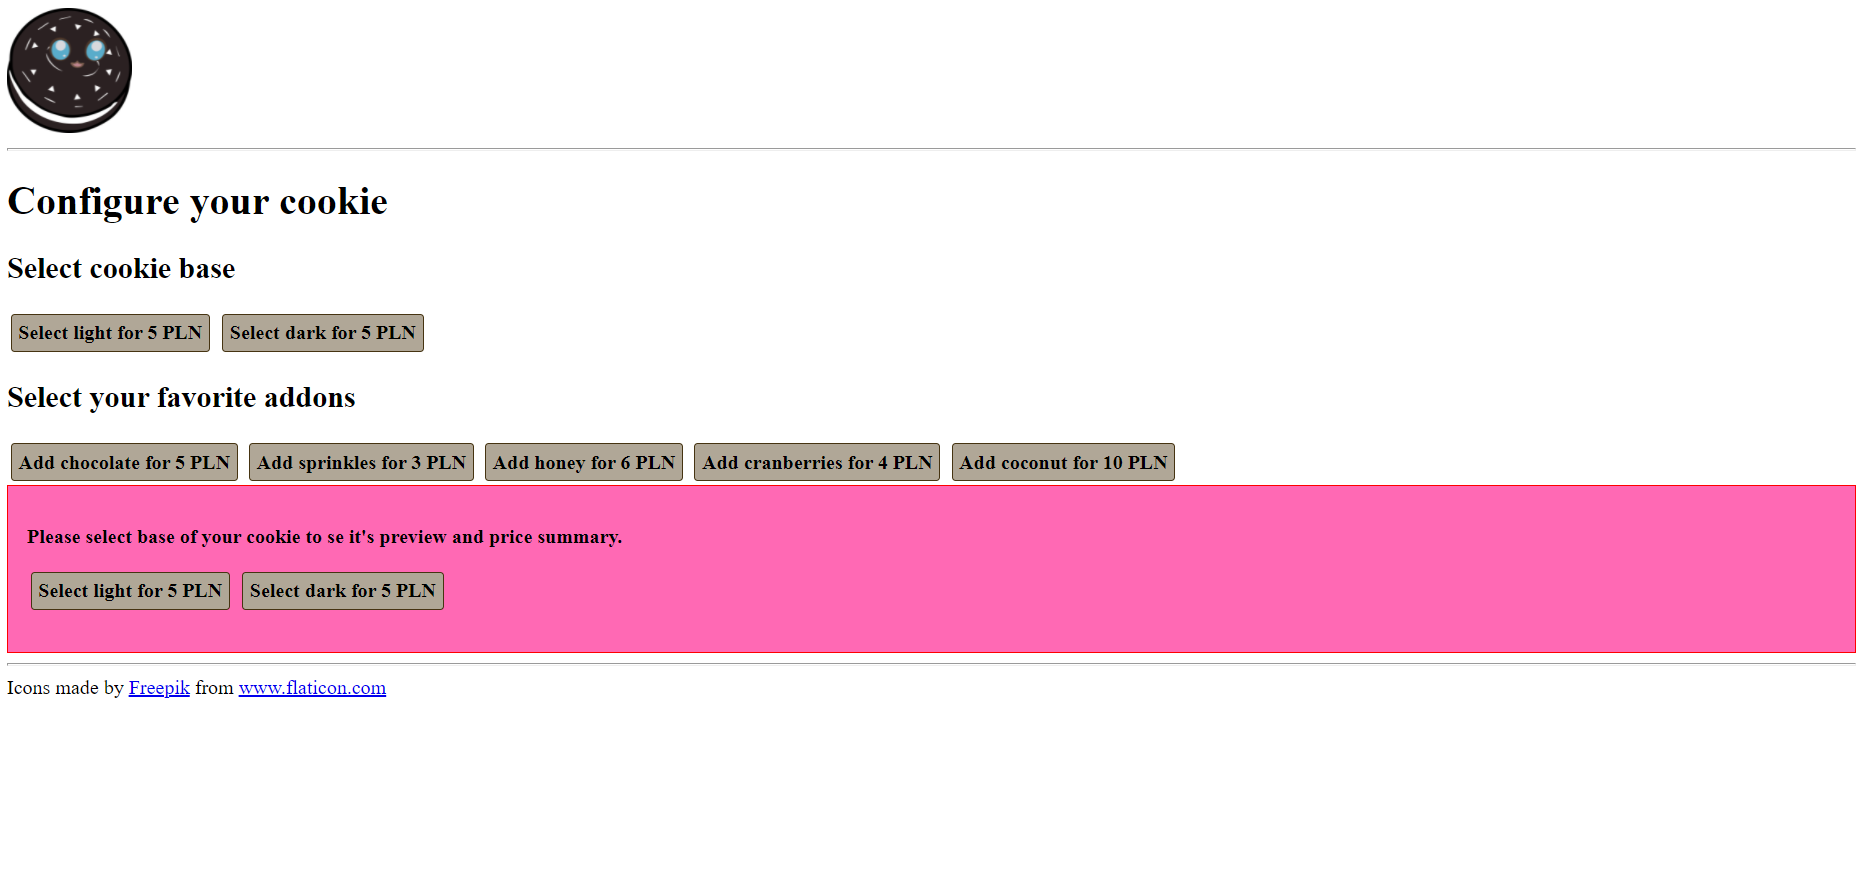 Configure your cookie
Select cookie base
Select light for 5 PLN Select dark for 5 PLN
Select your favorite addons
Add chocolate for 5 PLN Add sprinkles for 3 PLN Add honey for 6 PLN Add cranberries for 4 PLN Add coconut for 10 PLN
Please select base of your cookie to se it's preview and price summary.
Select light for 5 PLN Select dark for 5 PLN
Icons made by Freepik from www.flaticon.com